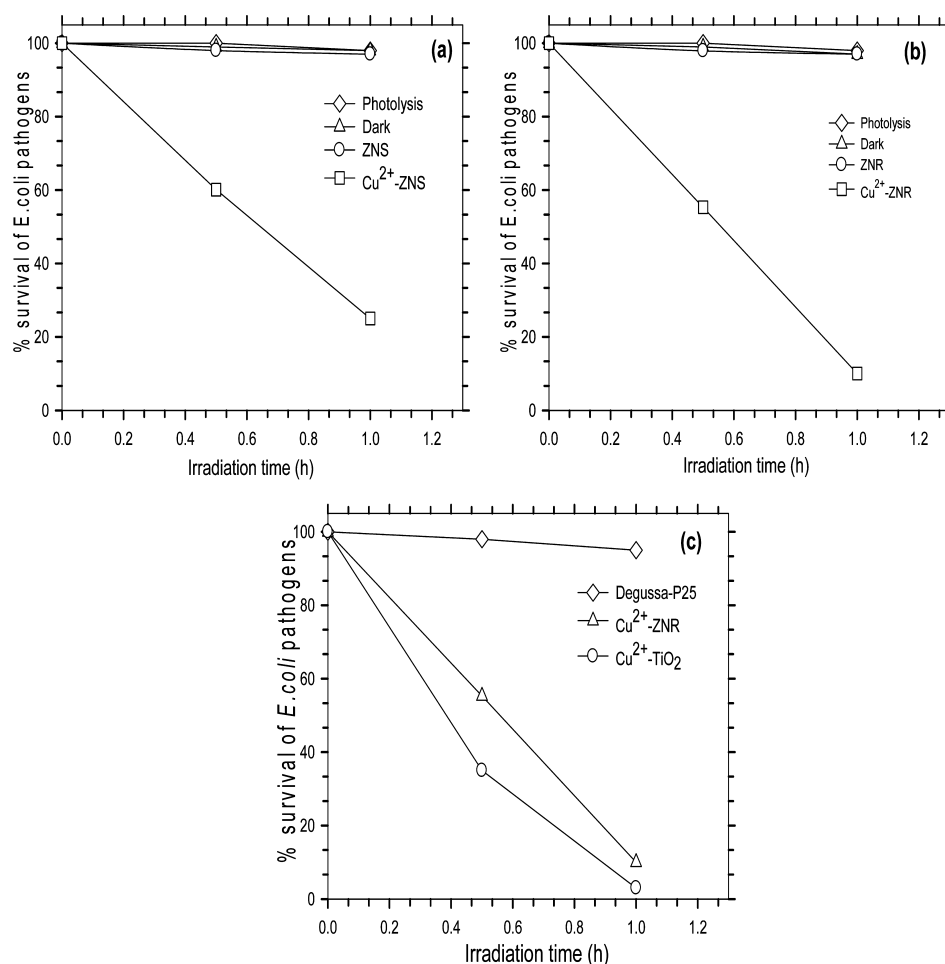 (a)
% survival of E.coli pathogens
100
80
60
40
20
0
Photolysis
Dark
ZNS
Cu2+-ZNS
0.0 0.2 0.4 0.6 0.8 1.0 1.2
Irradiation time (h)
(b)
% survival of E.coli pathogens
100
80
60
40
20
0
Photolysis
Dark
ZNR
Cu2+-ZNR
0.0 0.2 0.4 0.6 0.8 1.0 1.2
Irradiation time (h)
(c)
% survival of E.coli pathogens
100
80
60
40
20
0
Degussa-P25
Cu2+-ZNR
Cu2+-TiO2
0.0 0.2 0.4 0.6 0.8 1.0 1.2
Irradiation time (h)